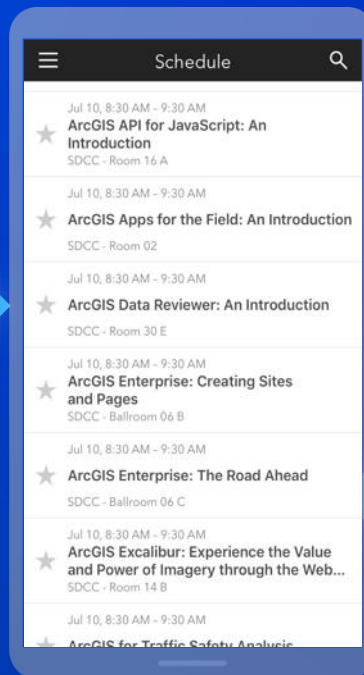 Schedule
Jul 10, 8:30 AM – 9:30 AM
ArcGIS API for JavaScript: An
Introduction
SDCC - Room 16 A
Jul 10, 8:30 AM – 9:30 AM
ArcGIS Apps for the Field: An Introduction
SDCC - Room 02
Jul 10, 8:30 AM – 9:30 AM
ArcGIS Data Reviewer: An Introduction
SDCC - Room 30 E
Jul 10, 8:30 AM – 9:30 AM
ArcGIS Enterprise: Creating Sites
and Pages
SDCC - Ballroom 06 B
Jul 10, 8:30 AM – 9:30 AM
ArcGIS Enterprise: The Road Ahead
SDCC - Ballroom 06 C
Jul 10, 8:30 AM – 9:30 AM
ArcGIS Excalibur: Experience the Value
and Power of Imagery through the Web...
SDCC - Room 14 B
Jul 10, 8:30 AM – 9:30 AM
ArcGIS for Traffic Safety Analysis